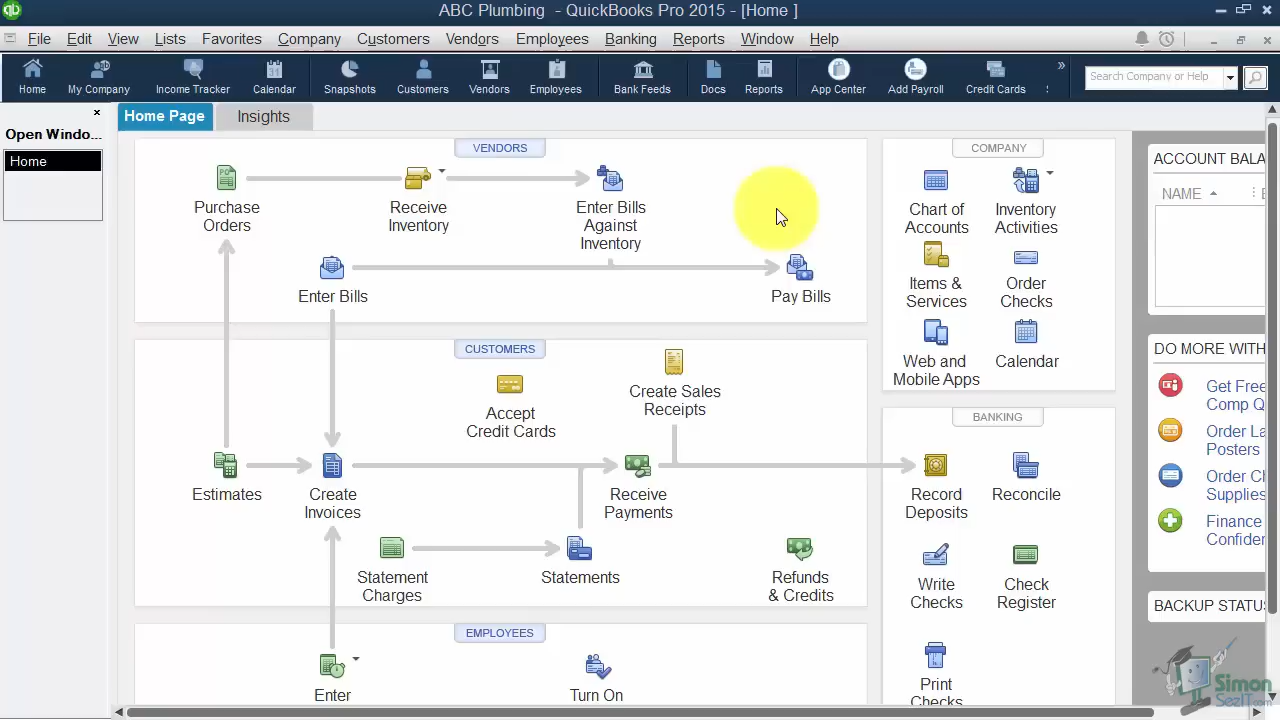 ABC Plumbing - QuickBooks Pro 2015 - [Home ]
File Edit View Lists Favorites Company Customers Vendors Employees Banking Reports Window Help
Home My Company Income Tracker Calendar Snapshots Customers Vendors Employees Bank Feeds Docs Reports App Center Add Payroll Credit Cards
Search Company or Help
Open Windo...
Home
Home Page Insights
VENDORS
Purchase
Orders
Receive
Inventory
Enter Bills
Against
Inventory
Enter Bills
Pay Bills
CUSTOMERS
Accept
Credit Cards
Create Sales
Receipts
Estimates
Create
Invoices
Receive
Payments
Statement
Charges
Statements
Refunds
& Credits
EMPLOYEES
Enter
Turn On
COMPANY
Chart of
Accounts
Inventory
Activities
Items &
Services
Order
Checks
Web and
Mobile Apps
Calendar
BANKING
Record
Deposits
Reconcile
Write
Checks
Check
Register
Print
Checks
ACCOUNT BALA
NAME
DO MORE WITH
Get Free
Comp Q
Order La
Posters
Order Ch
Supplies
Finance
Confiden
BACKUP STATUS
Simon
SezIT.com